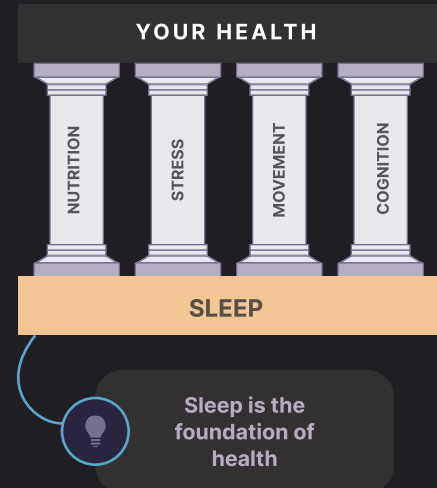 YOUR HEALTH
NUTRITION
STRESS
MOVEMENT
COGNITION
SLEEP
Sleep is the
foundation of
health